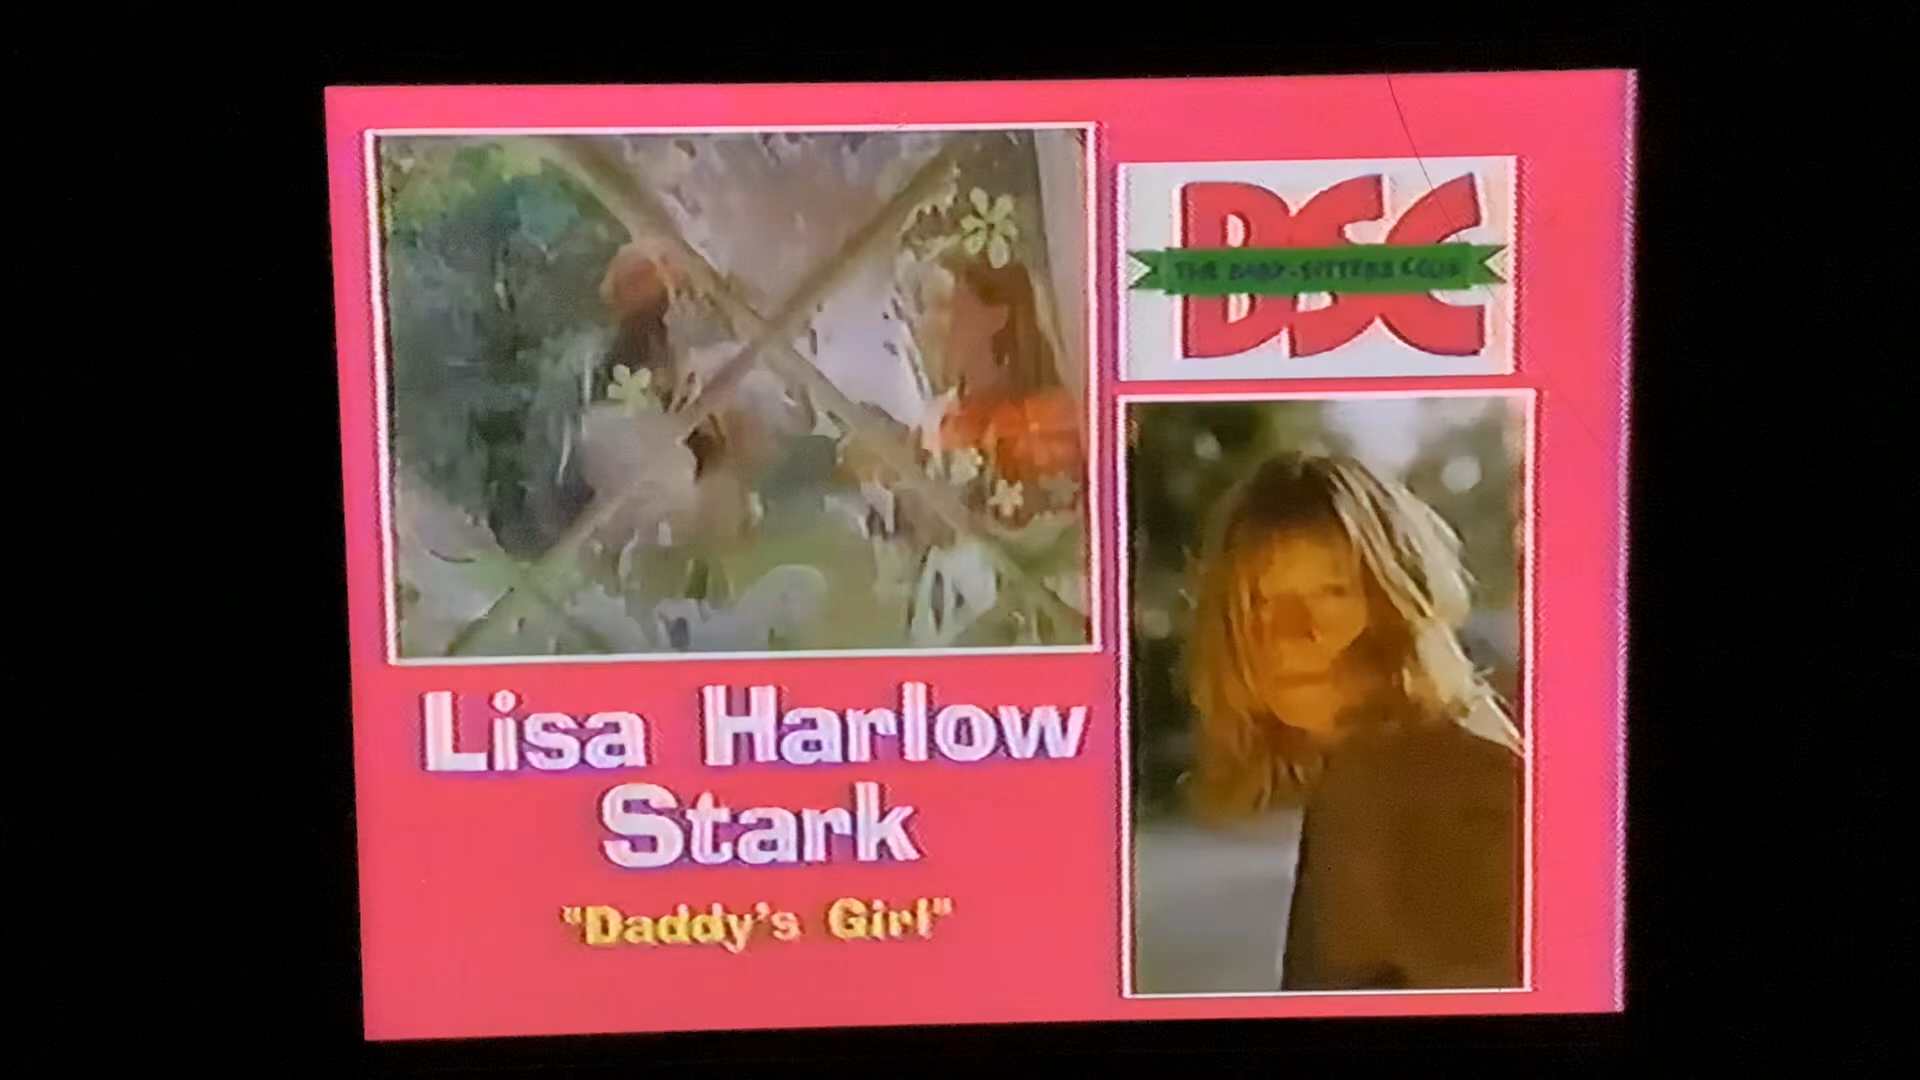 BSC
THE BABY-SITTERS CLUB
Lisa Harlow
Stark
"Daddy's Girl"